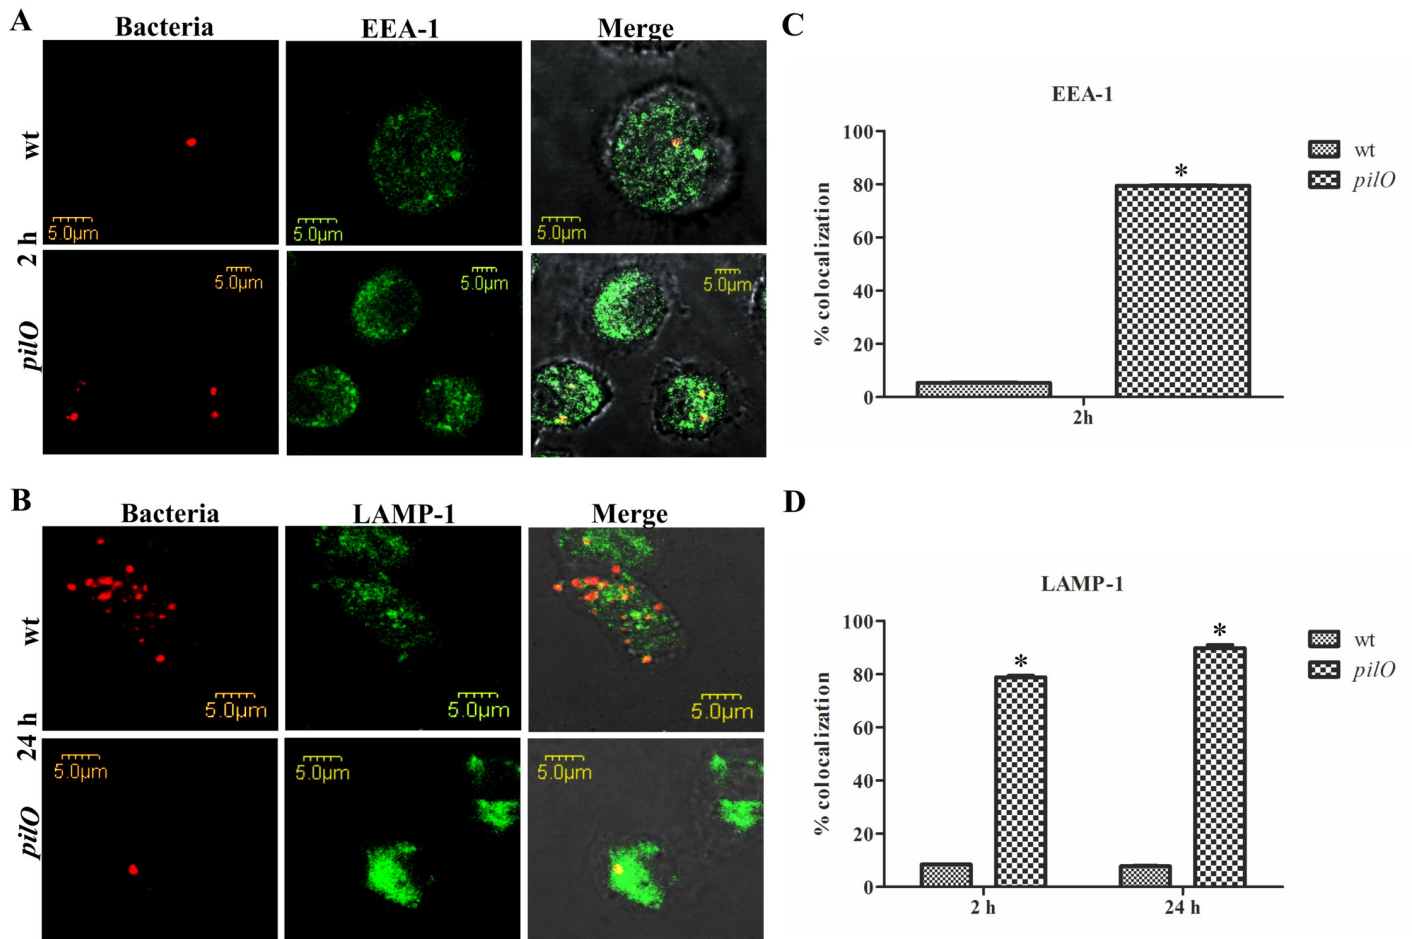 A
Bacteria EEA-1 Merge
wt
5.0μm 5.0μm 5.0μm
2 h
5.0μm 5.0μm 5.0μm
pilO
C
EEA-1
% colocalization
100
80
60
40
20
0
*
2h
wt
pilO
B
Bacteria LAMP-1 Merge
wt
5.0μm 5.0μm 5.0μm
24 h
5.0μm 5.0μm 5.0μm
pilO
D
LAMP-1
% colocalization
100
80
60
40
20
0
* *
2 h 24 h
wt
pilO